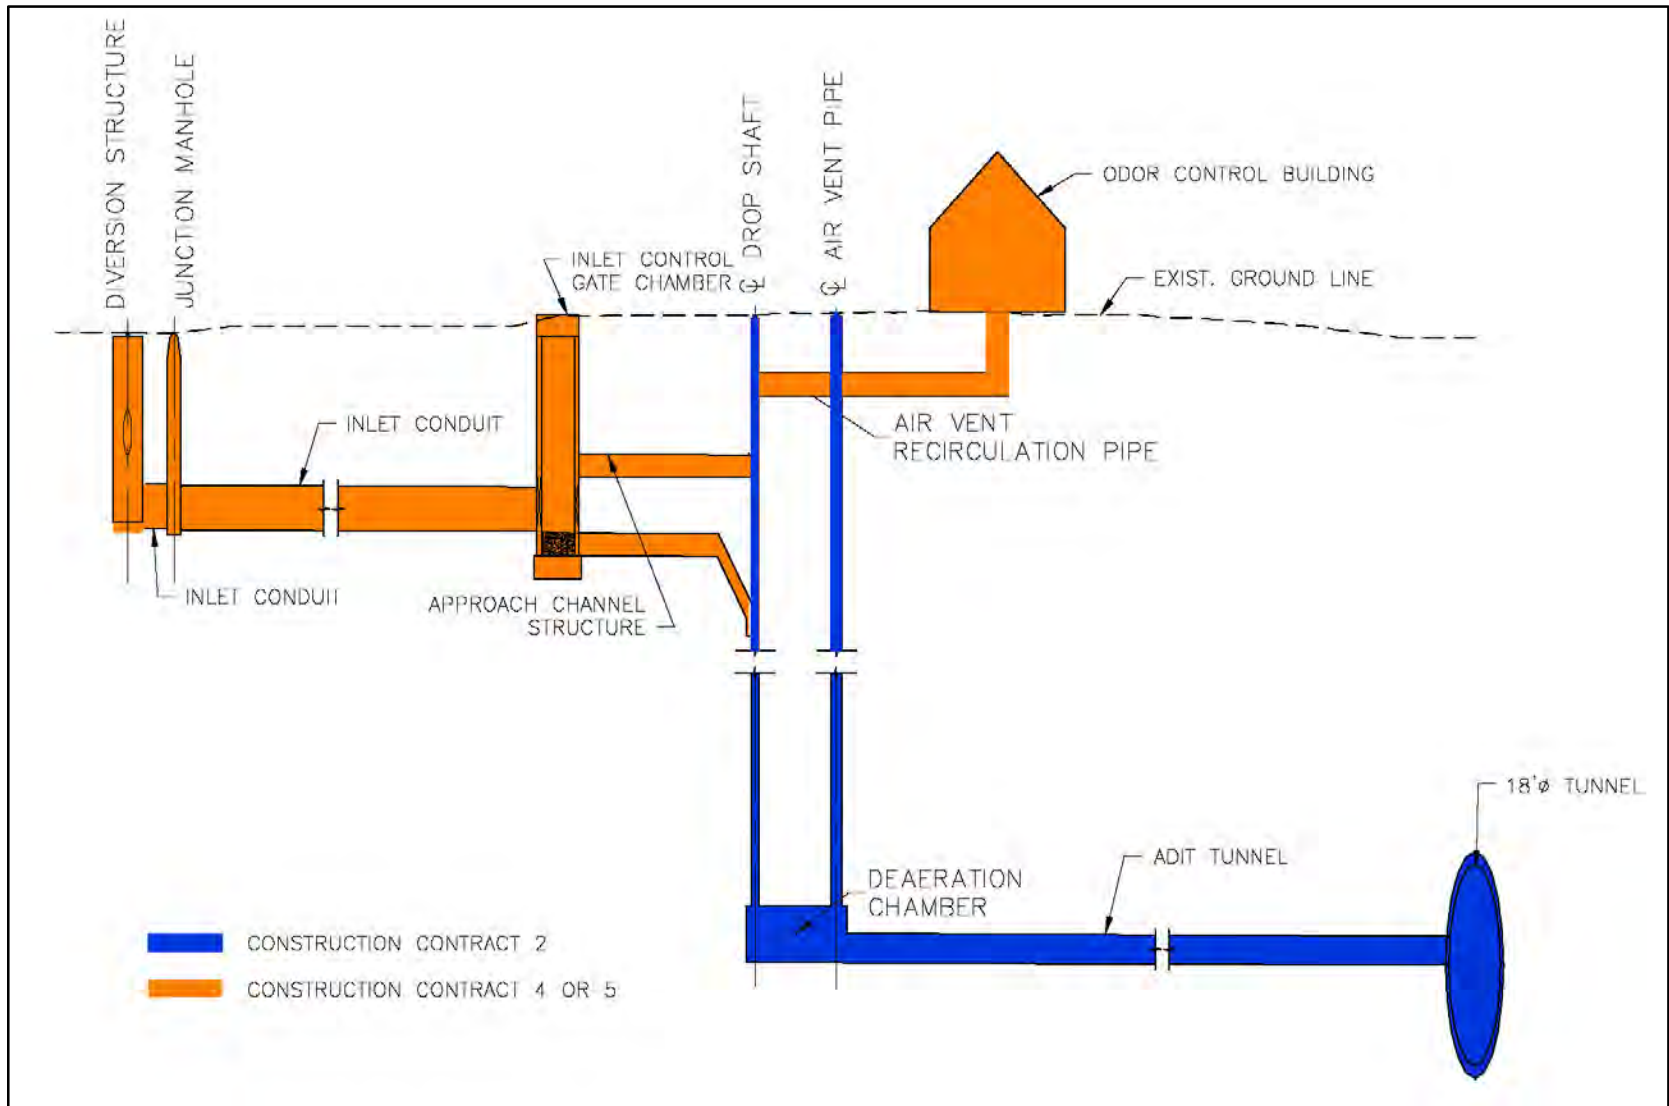 DIVERSION STRUCTURE
JUNCTION MANHOLE
℄ DROP SHAFT
℄ AIR VENT PIPE
ODOR CONTROL BUILDING
INLET CONTROL
GATE CHAMBER
EXIST. GROUND LINE
INLET CONDUIT
AIR VENT
RECIRCULATION PIPE
INLET CONDUIT
APPROACH CHANNEL
STRUCTURE
18'ø TUNNEL
ADIT TUNNEL
DEAERATION
CHAMBER
CONSTRUCTION CONTRACT 2
CONSTRUCTION CONTRACT 4 OR 5